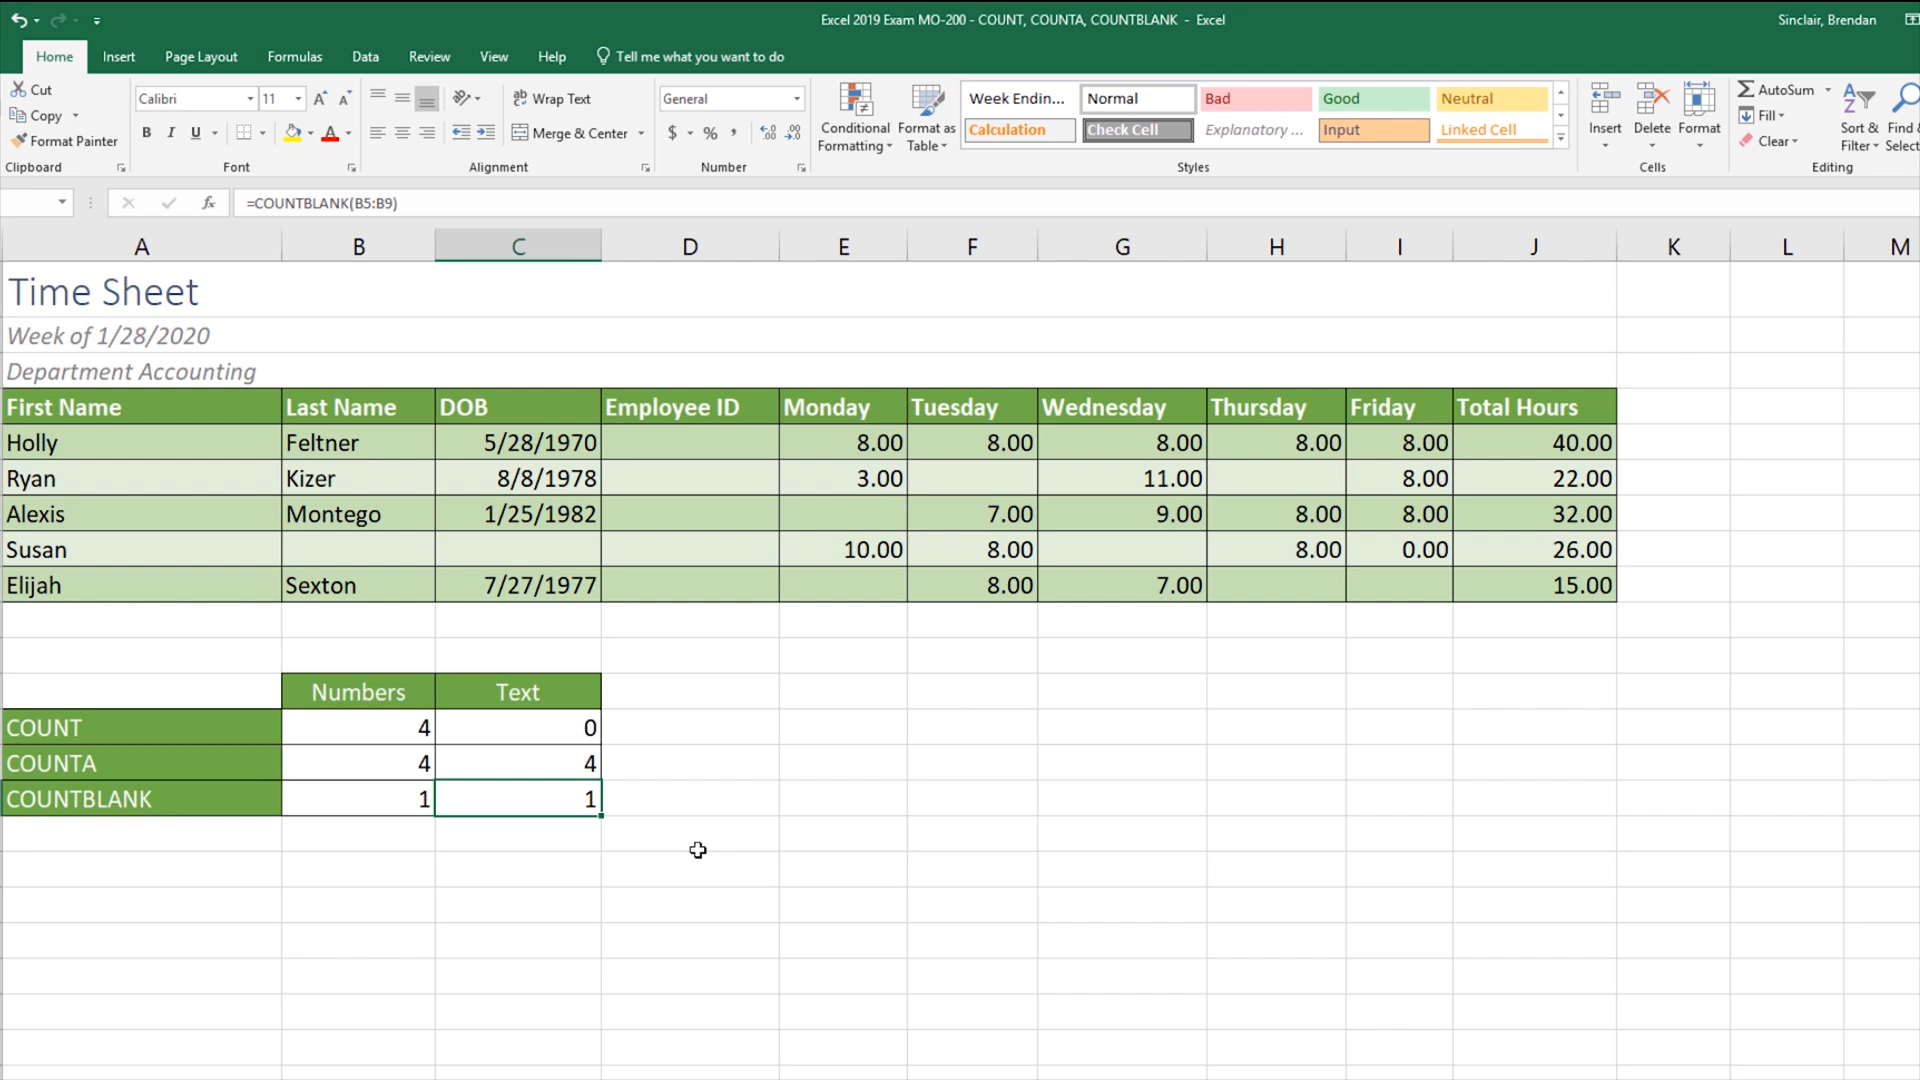 Excel 2019 Exam MO-200 - COUNT, COUNTA, COUNTBLANK - Excel
Sinclair, Brendan
Home Insert Page Layout Formulas Data Review View Help Tell me what you want to do
Cut
Copy
Format Painter
Clipboard
Calibri 11
B I U
Font
Wrap Text
Merge & Center
Alignment
General
$ % ,
Number
Conditional Formatting
Format as Table
Week Endin... Normal Bad Good Neutral
Calculation Check Cell Explanatory ... Input Linked Cell
Styles
Insert Delete Format
Cells
AutoSum
Fill
Clear
Sort & Filter
Find & Select
Editing
fx =COUNTBLANK(B5:B9)
A B C D E F G H I J K L M
Time Sheet
Week of 1/28/2020
Department Accounting
First Name Last Name DOB Employee ID Monday Tuesday Wednesday Thursday Friday Total Hours
Holly Feltner 5/28/1970 8.00 8.00 8.00 8.00 8.00 40.00
Ryan Kizer 8/8/1978 3.00 11.00 8.00 22.00
Alexis Montego 1/25/1982 7.00 9.00 8.00 8.00 32.00
Susan 10.00 8.00 8.00 0.00 26.00
Elijah Sexton 7/27/1977 8.00 7.00 15.00
Numbers Text
COUNT 4 0
COUNTA 4 4
COUNTBLANK 1 1